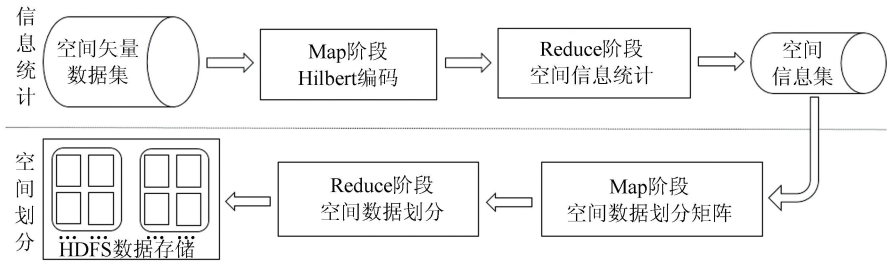 信息统计
空间矢量
数据集
Map阶段
Hilbert编码
Reduce阶段
空间信息统计
空间
信息集
空间划分
HDFS数据存储
Reduce阶段
空间数据划分
Map阶段
空间数据划分矩阵